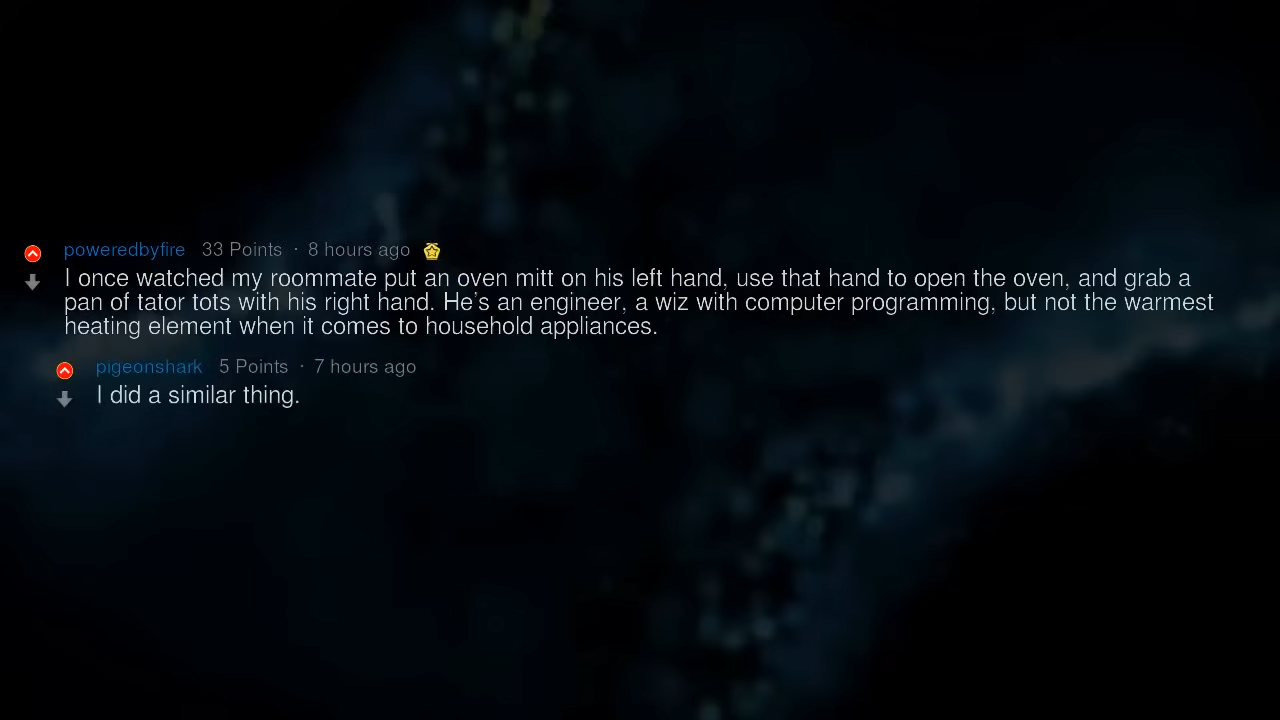 poweredbyfire 33 Points · 8 hours ago
I once watched my roommate put an oven mitt on his left hand, use that hand to open the oven, and grab a
pan of tator tots with his right hand. He's an engineer, a wiz with computer programming, but not the warmest
heating element when it comes to household appliances.
pigeonshark 5 Points · 7 hours ago
I did a similar thing.